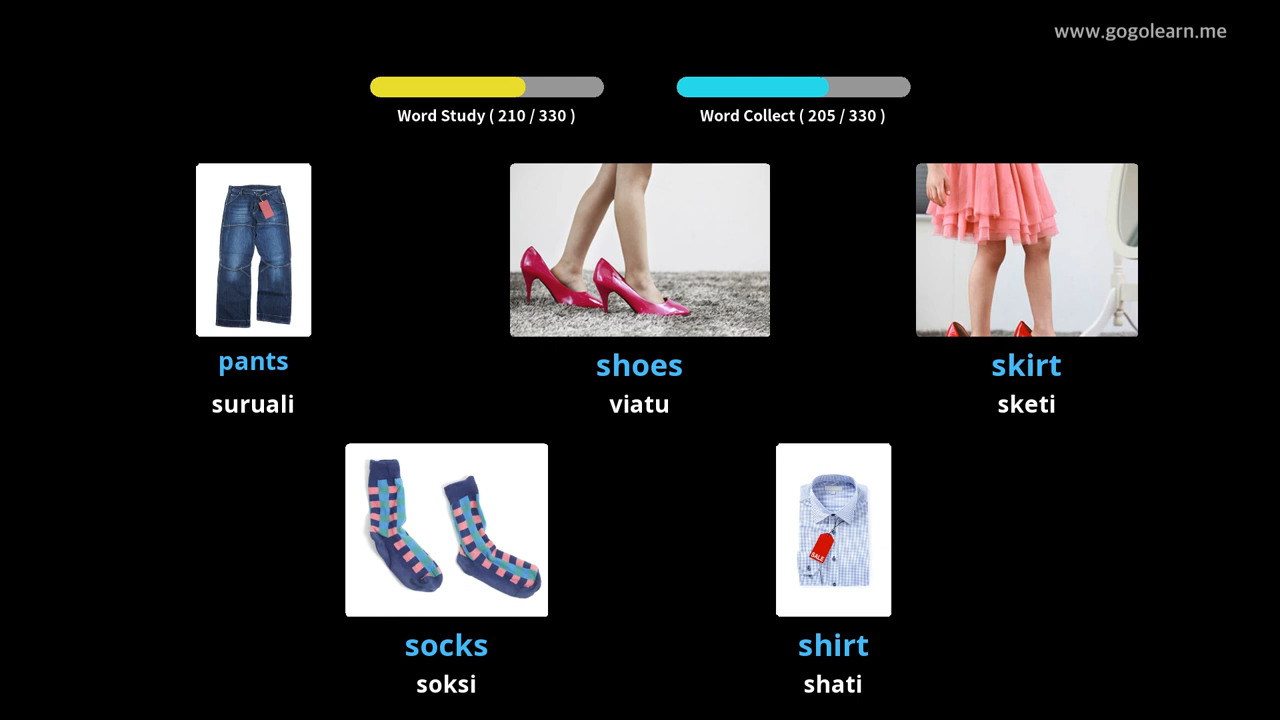 www.gogolearn.me
Word Study ( 210 / 330 )
Word Collect ( 205 / 330 )
pants
suruali
shoes
viatu
skirt
sketi
socks
soksi
SALE
shirt
shati